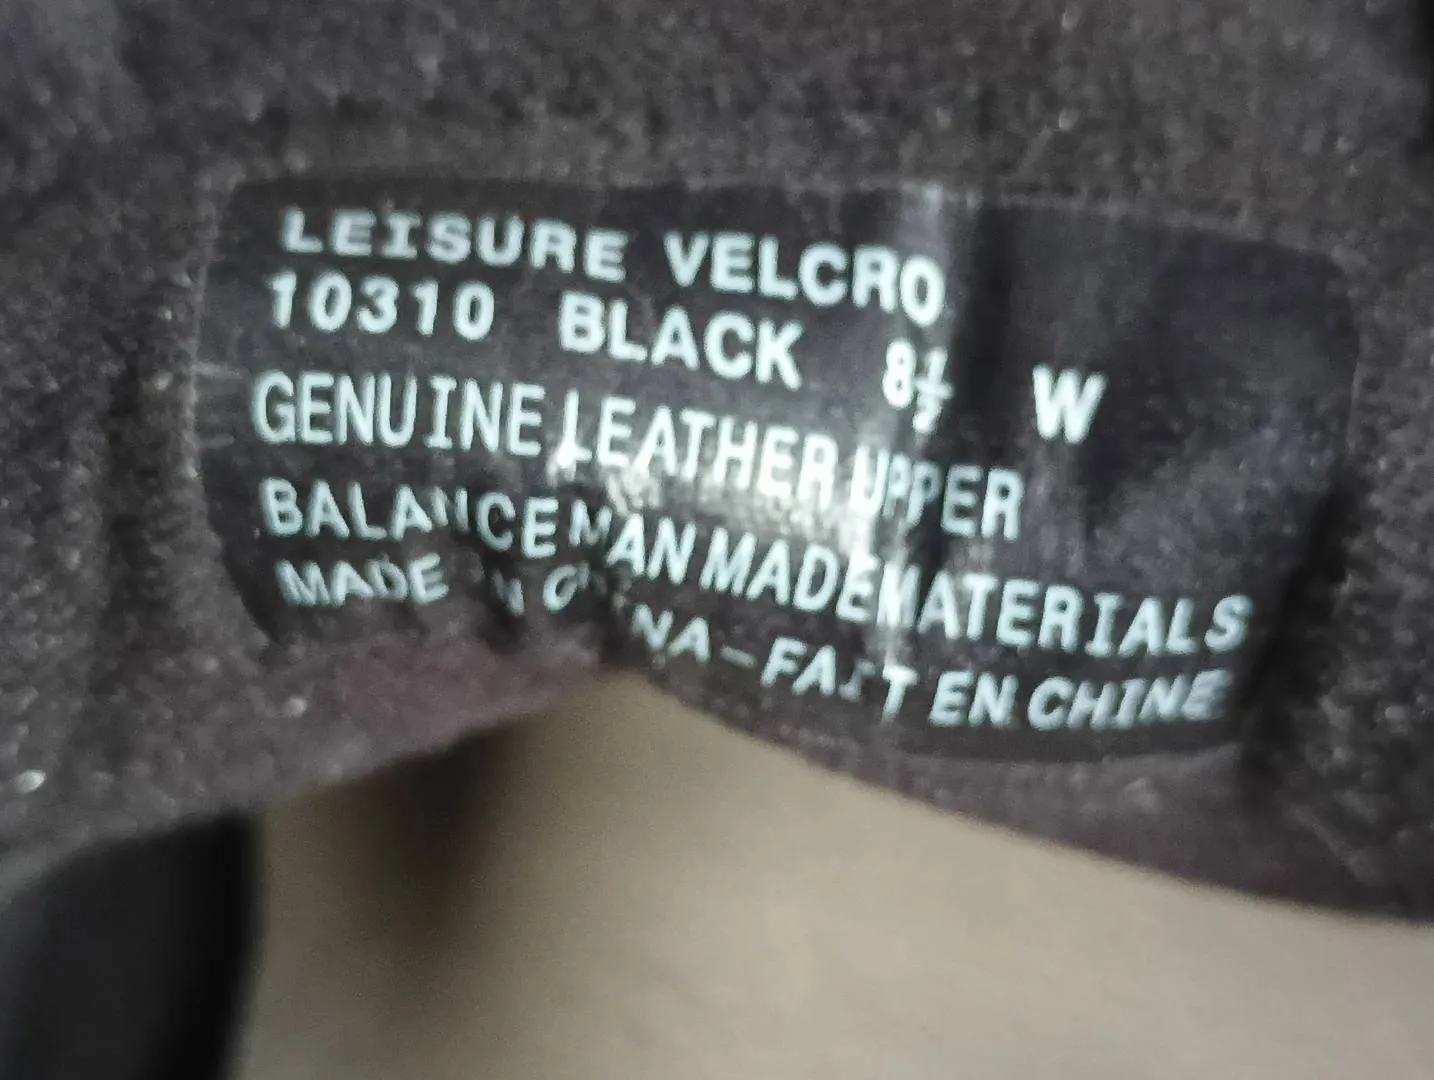 LEISURE VELCRO
10310 BLACK 8½ W
GENUINE LEATHER UPPER
BALANCE MAN MADE MATERIALS
MADE IN CHINA-FAIT EN CHINE